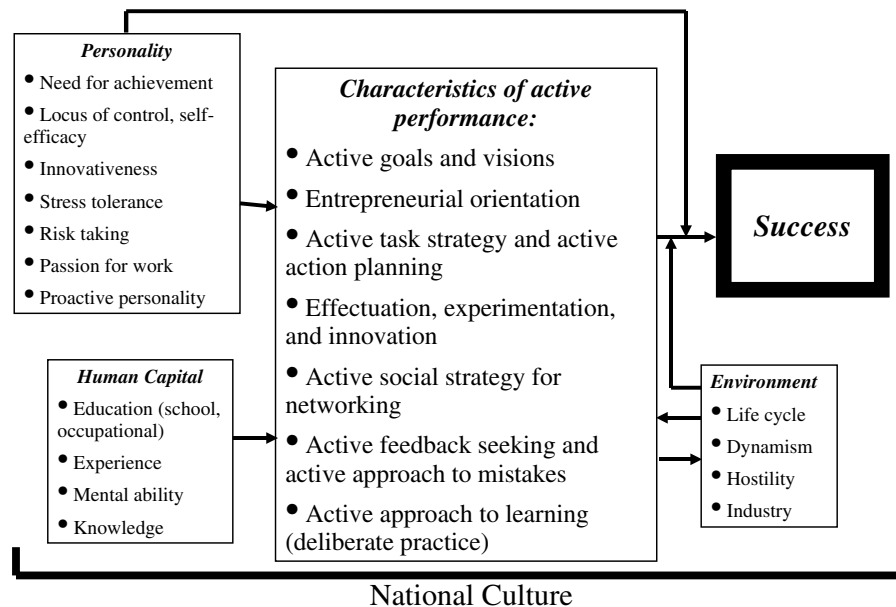 Personality
• Need for achievement
• Locus of control, self-
efficacy
• Innovativeness
• Stress tolerance
• Risk taking
• Passion for work
• Proactive personality
Human Capital
• Education (school,
occupational)
• Experience
• Mental ability
• Knowledge
Characteristics of active
performance:
• Active goals and visions
• Entrepreneurial orientation
• Active task strategy and active
action planning
• Effectuation, experimentation,
and innovation
• Active social strategy for
networking
• Active feedback seeking and
active approach to mistakes
• Active approach to learning
(deliberate practice)
Success
Environment
• Life cycle
• Dynamism
• Hostility
• Industry
National Culture